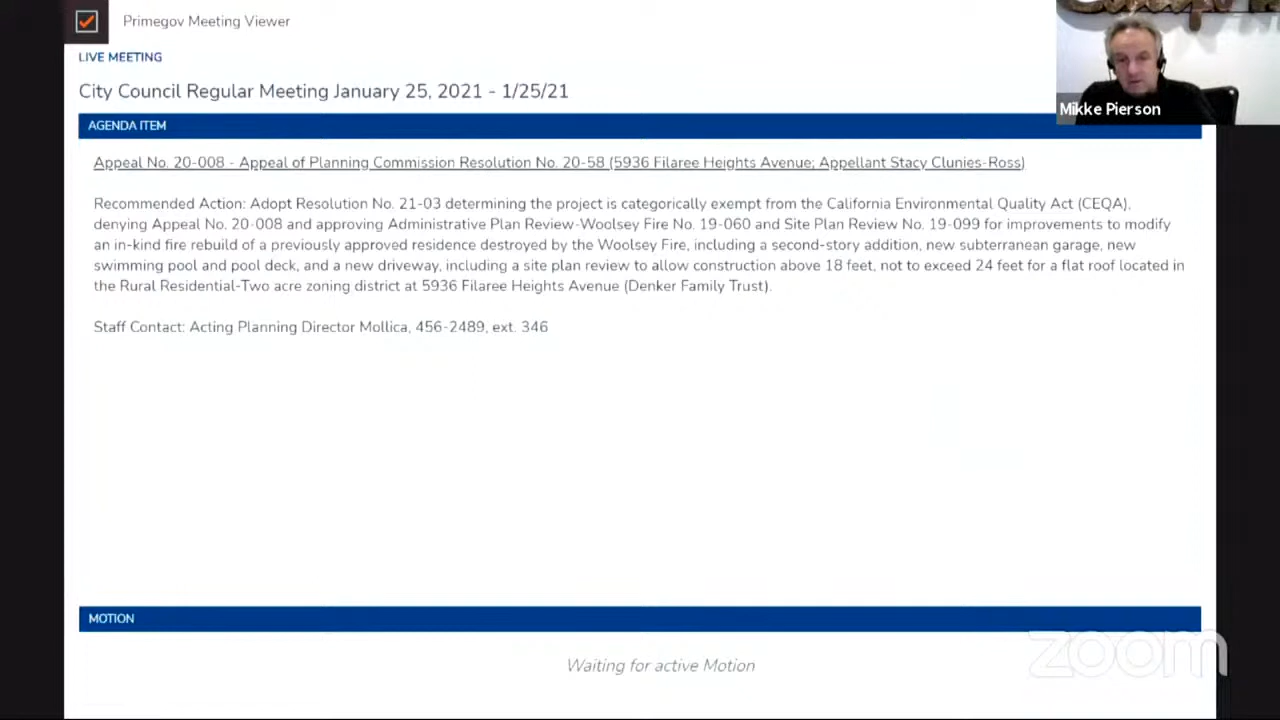 Primegov Meeting Viewer
LIVE MEETING
City Council Regular Meeting January 25, 2021 - 1/25/21
Mikke Pierson
AGENDA ITEM
Appeal No. 20-008 - Appeal of Planning Commission Resolution No. 20-58 (5936 Filaree Heights Avenue; Appellant Stacy Clunies-Ross)
Recommended Action: Adopt Resolution No. 21-03 determining the project is categorically exempt from the California Environmental Quality Act (CEQA),
denying Appeal No. 20-008 and approving Administrative Plan Review-Woolsey Fire No. 19-060 and Site Plan Review No. 19-099 for improvements to modify
an in-kind fire rebuild of a previously approved residence destroyed by the Woolsey Fire, including a second-story addition, new subterranean garage, new
swimming pool and pool deck, and a new driveway, including a site plan review to allow construction above 18 feet, not to exceed 24 feet for a flat roof located in
the Rural Residential-Two acre zoning district at 5936 Filaree Heights Avenue (Denker Family Trust).
Staff Contact: Acting Planning Director Mollica, 456-2489, ext. 346
MOTION
Waiting for active Motion
zoom